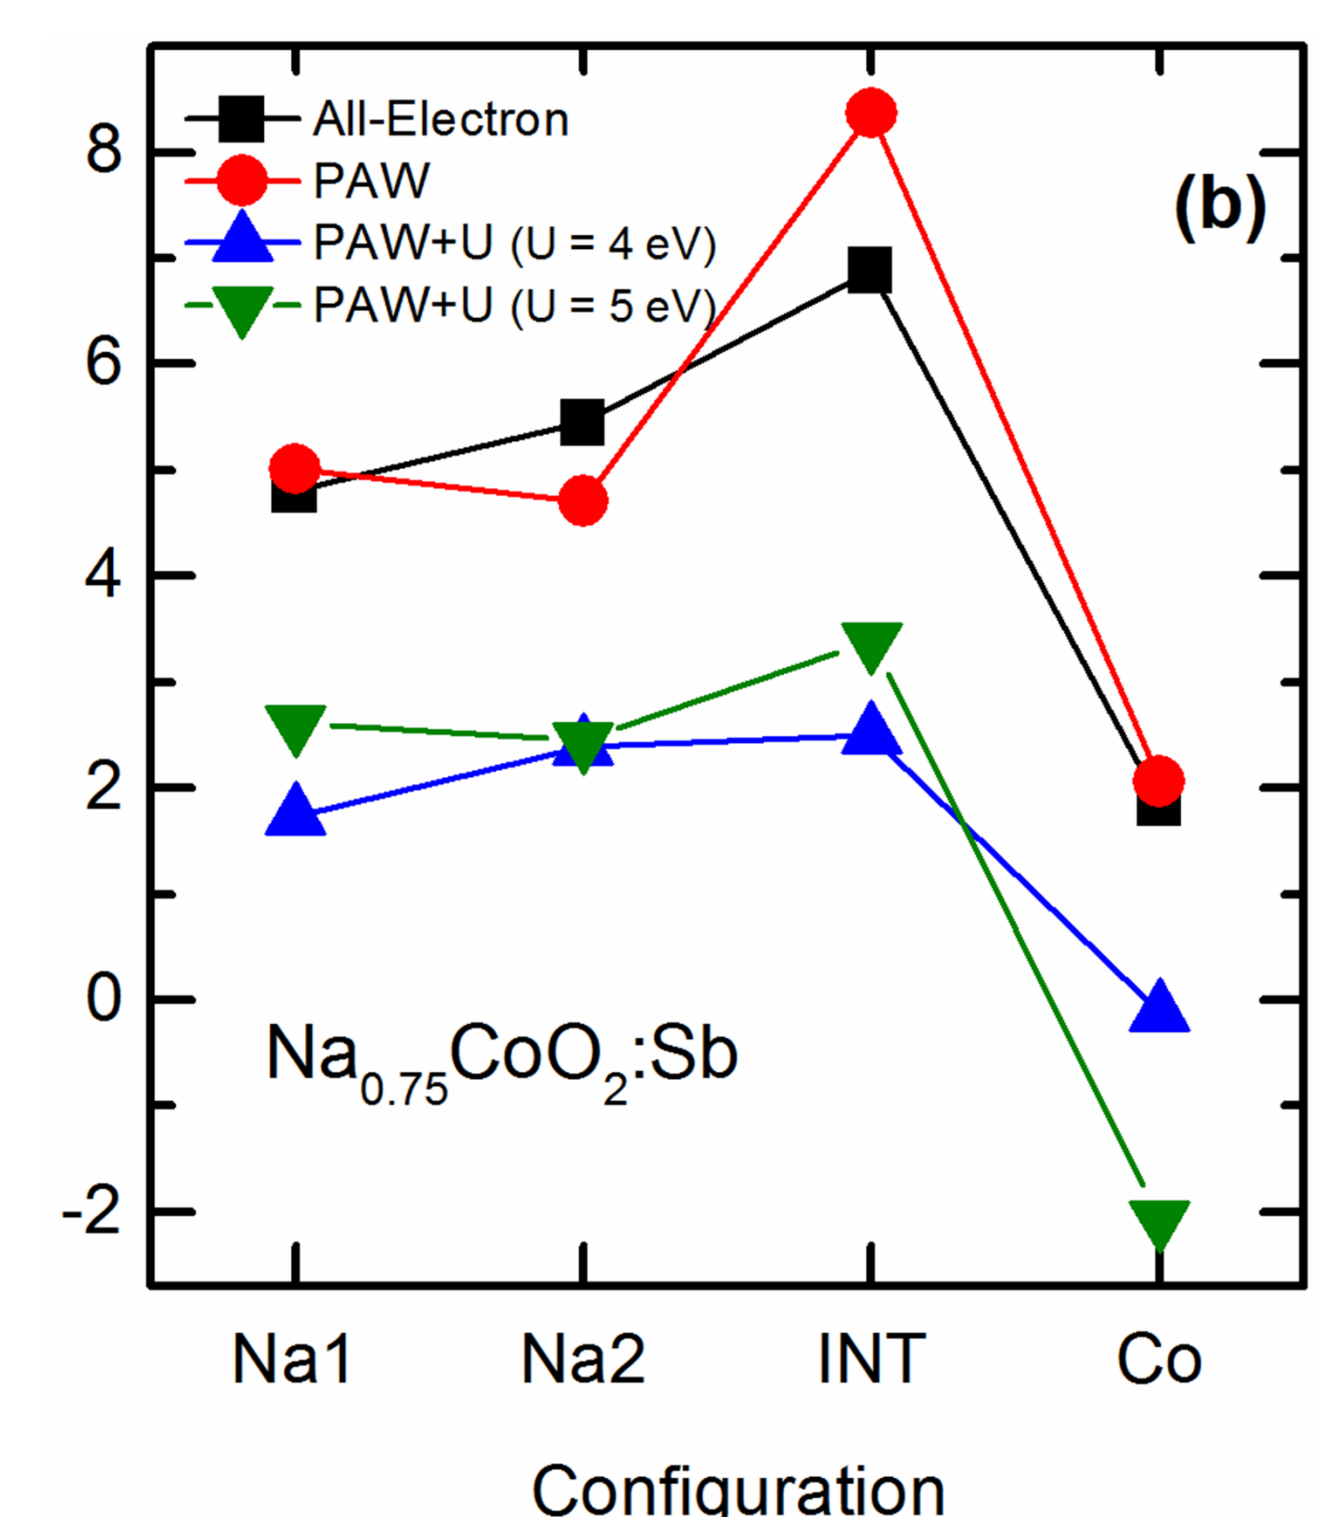 All-Electron
PAW
PAW+U (U = 4 eV)
PAW+U (U = 5 eV)
(b)
8
6
4
2
0
-2
Na0.75CoO2:Sb
Na1 Na2 INT Co
Configuration